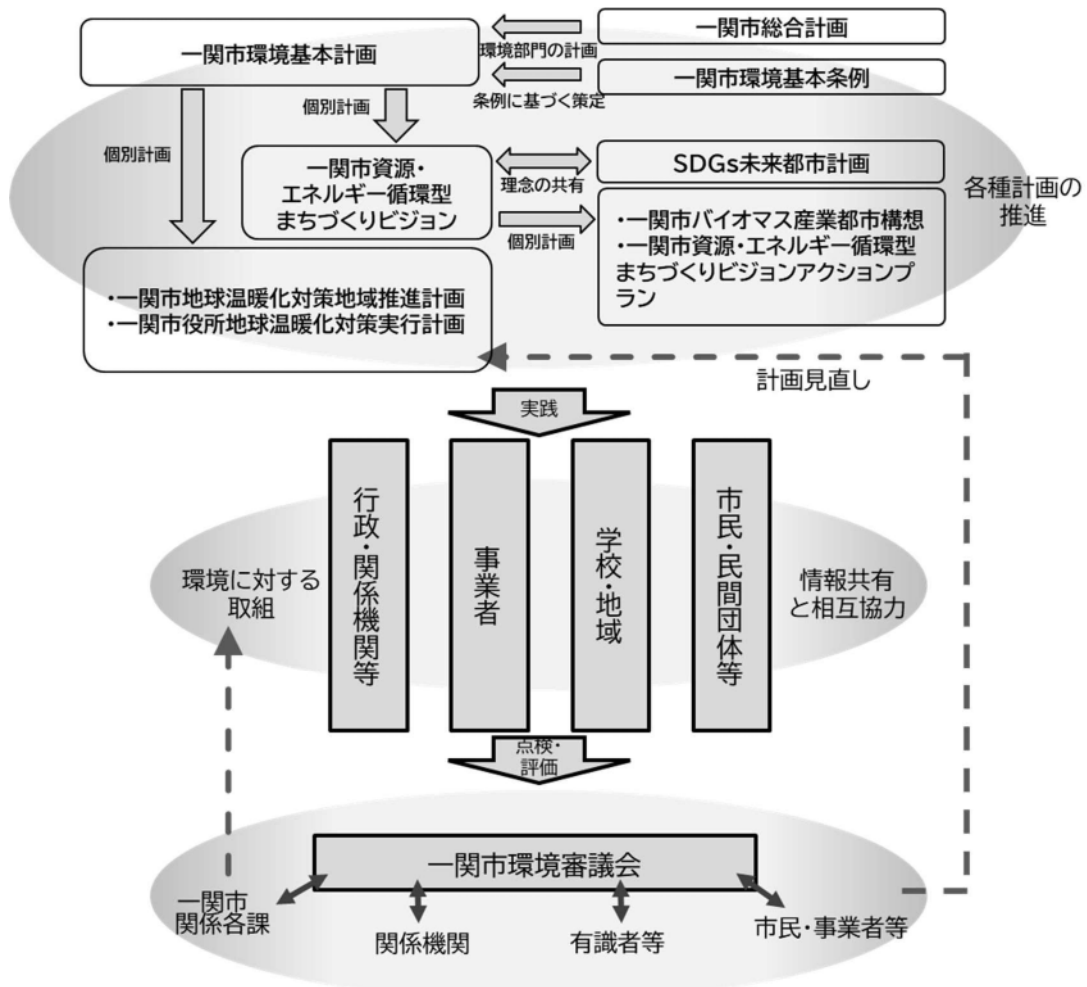 一関市環境基本計画
環境部門の計画
一関市総合計画
条例に基づく策定
一関市環境基本条例
個別計画
個別計画
一関市資源・
エネルギー循環型
まちづくりビジョン
理念の共有
SDGs未来都市計画
個別計画
・一関市バイオマス産業都市構想
・一関市資源・エネルギー循環型
まちづくりビジョンアクションプ
ラン
各種計画の
推進
・一関市地球温暖化対策地域推進計画
・一関市役所地球温暖化対策実行計画
計画見直し
実践
環境に対する
取組
行政・関係機関等
事業者
学校・地域
市民・民間団体等
情報共有
と相互協力
点検・
評価
一関市環境審議会
一関市
関係各課
関係機関
有識者等
市民・事業者等